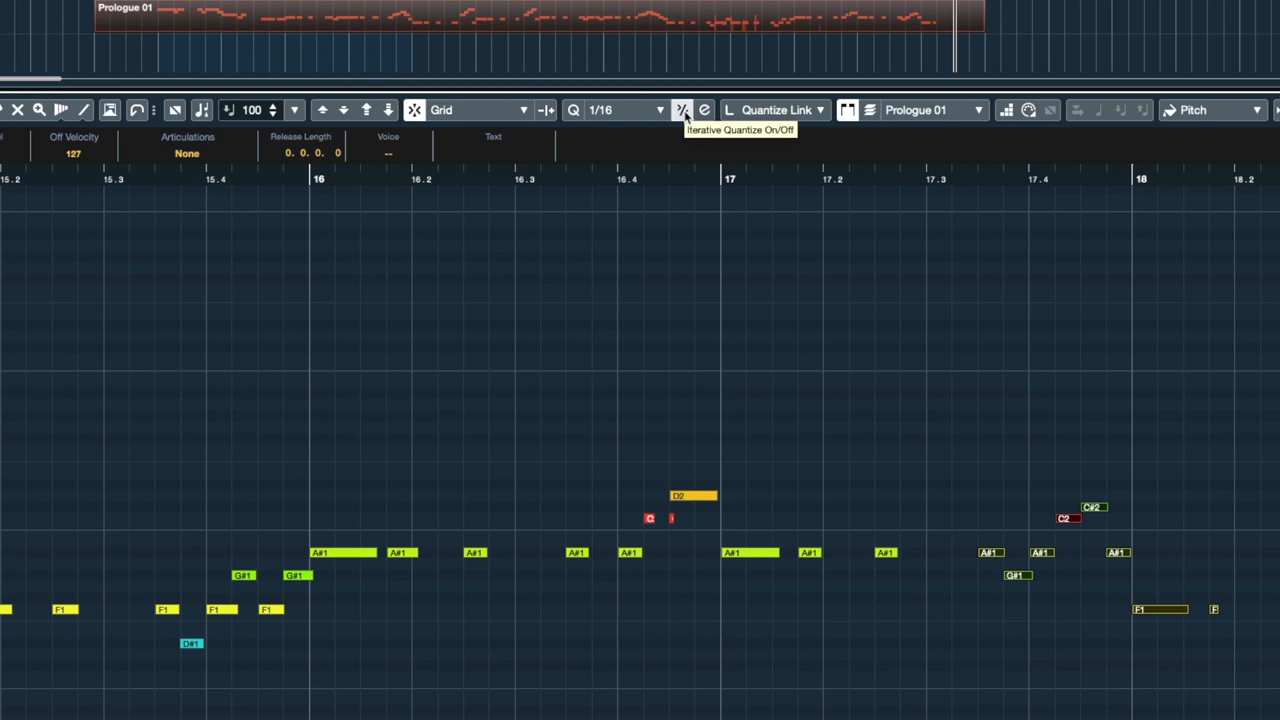 Prologue 01
100
Grid
Q 1/16
Quantize Link
Prologue 01
Pitch
Iterative Quantize On/Off
Off Velocity
Articulations
Release Length
Voice
Text
127
None
0. 0. 0. 0
--
15.2 15.3 15.4 16 16.2 16.3 16.4 17 17.2 17.3 17.4 18 18.2
D2
C#2
C2
A#1 A#1 A#1 A#1 A#1 A#1 A#1 A#1 A#1 A#1 A#1
G#1 G#1 G#1
F1 F1 F1 F1 F1
D#1